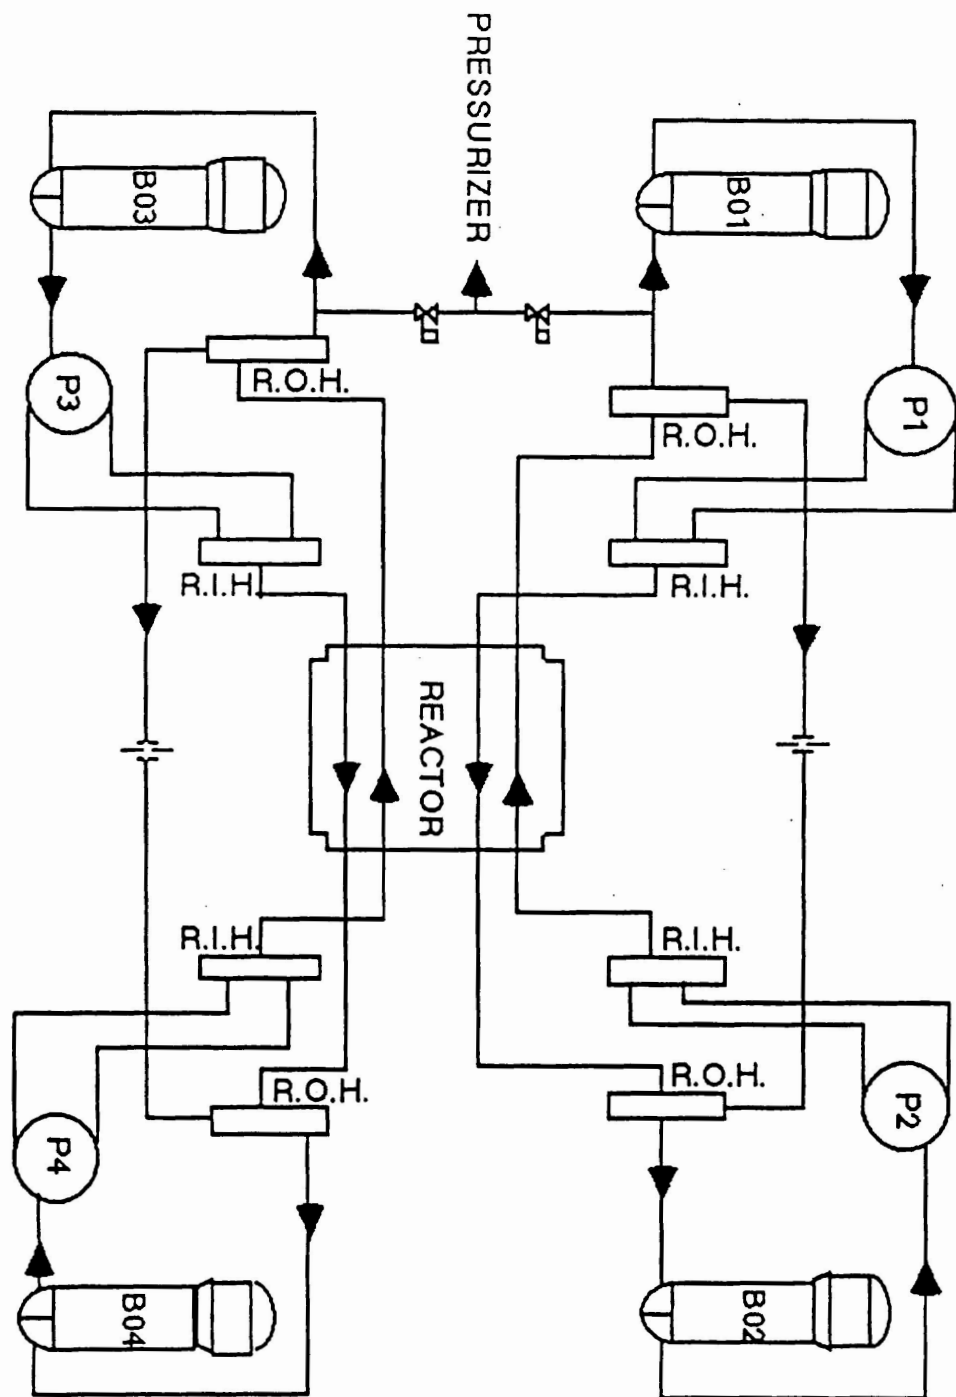 PRESSURIZER
B03
B01
P3
R.O.H.
P1
R.O.H.
R.I.H.
R.I.H.
REACTOR
R.I.H.
R.I.H.
R.O.H.
R.O.H.
P4
P2
B04
B02